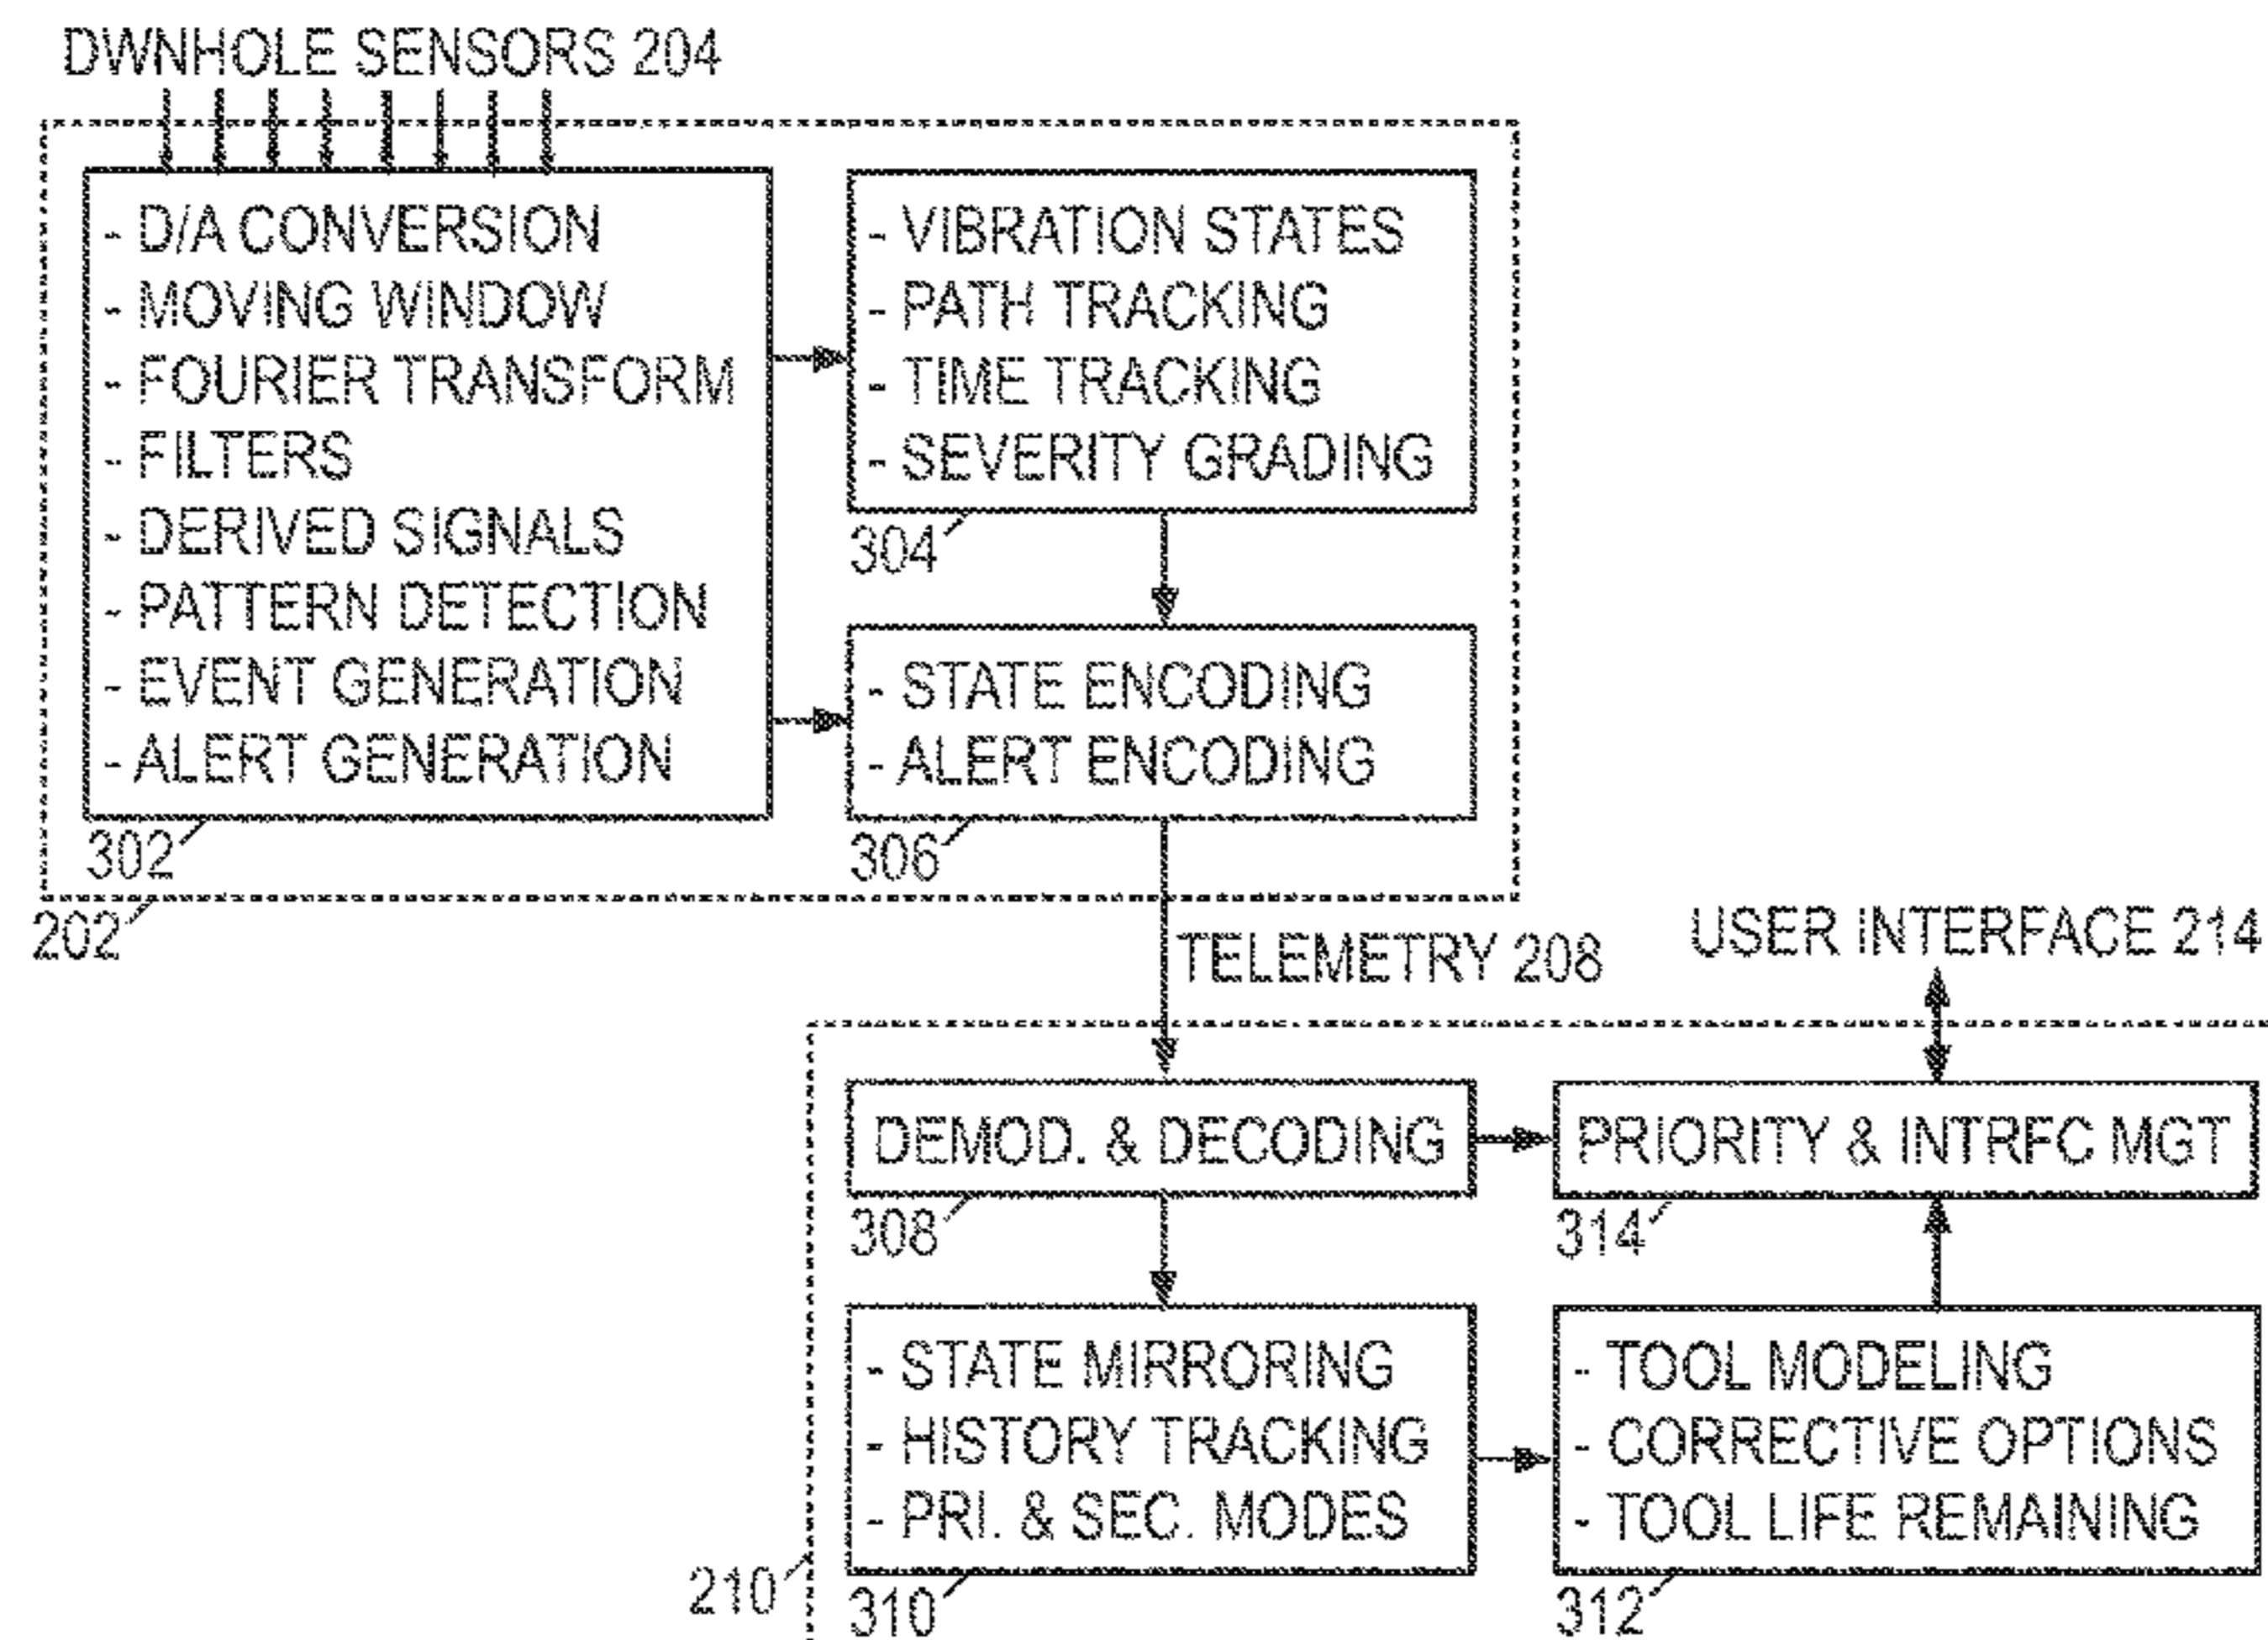 DWNHOLE SENSORS 204
- D/A CONVERSION
- MOVING WINDOW
- FOURIER TRANSFORM
- FILTERS
- DERIVED SIGNALS
- PATTERN DETECTION
- EVENT GENERATION
- ALERT GENERATION
302
- VIBRATION STATES
- PATH TRACKING
- TIME TRACKING
- SEVERITY GRADING
304
- STATE ENCODING
- ALERT ENCODING
306
202
TELEMETRY 208
USER INTERFACE 214
DEMOD. & DECODING
308
PRIORITY & INTRFC MGT
314
- STATE MIRRORING
- HISTORY TRACKING
- PRI. & SEC. MODES
310
- TOOL MODELING
- CORRECTIVE OPTIONS
- TOOL LIFE REMAINING
312
210